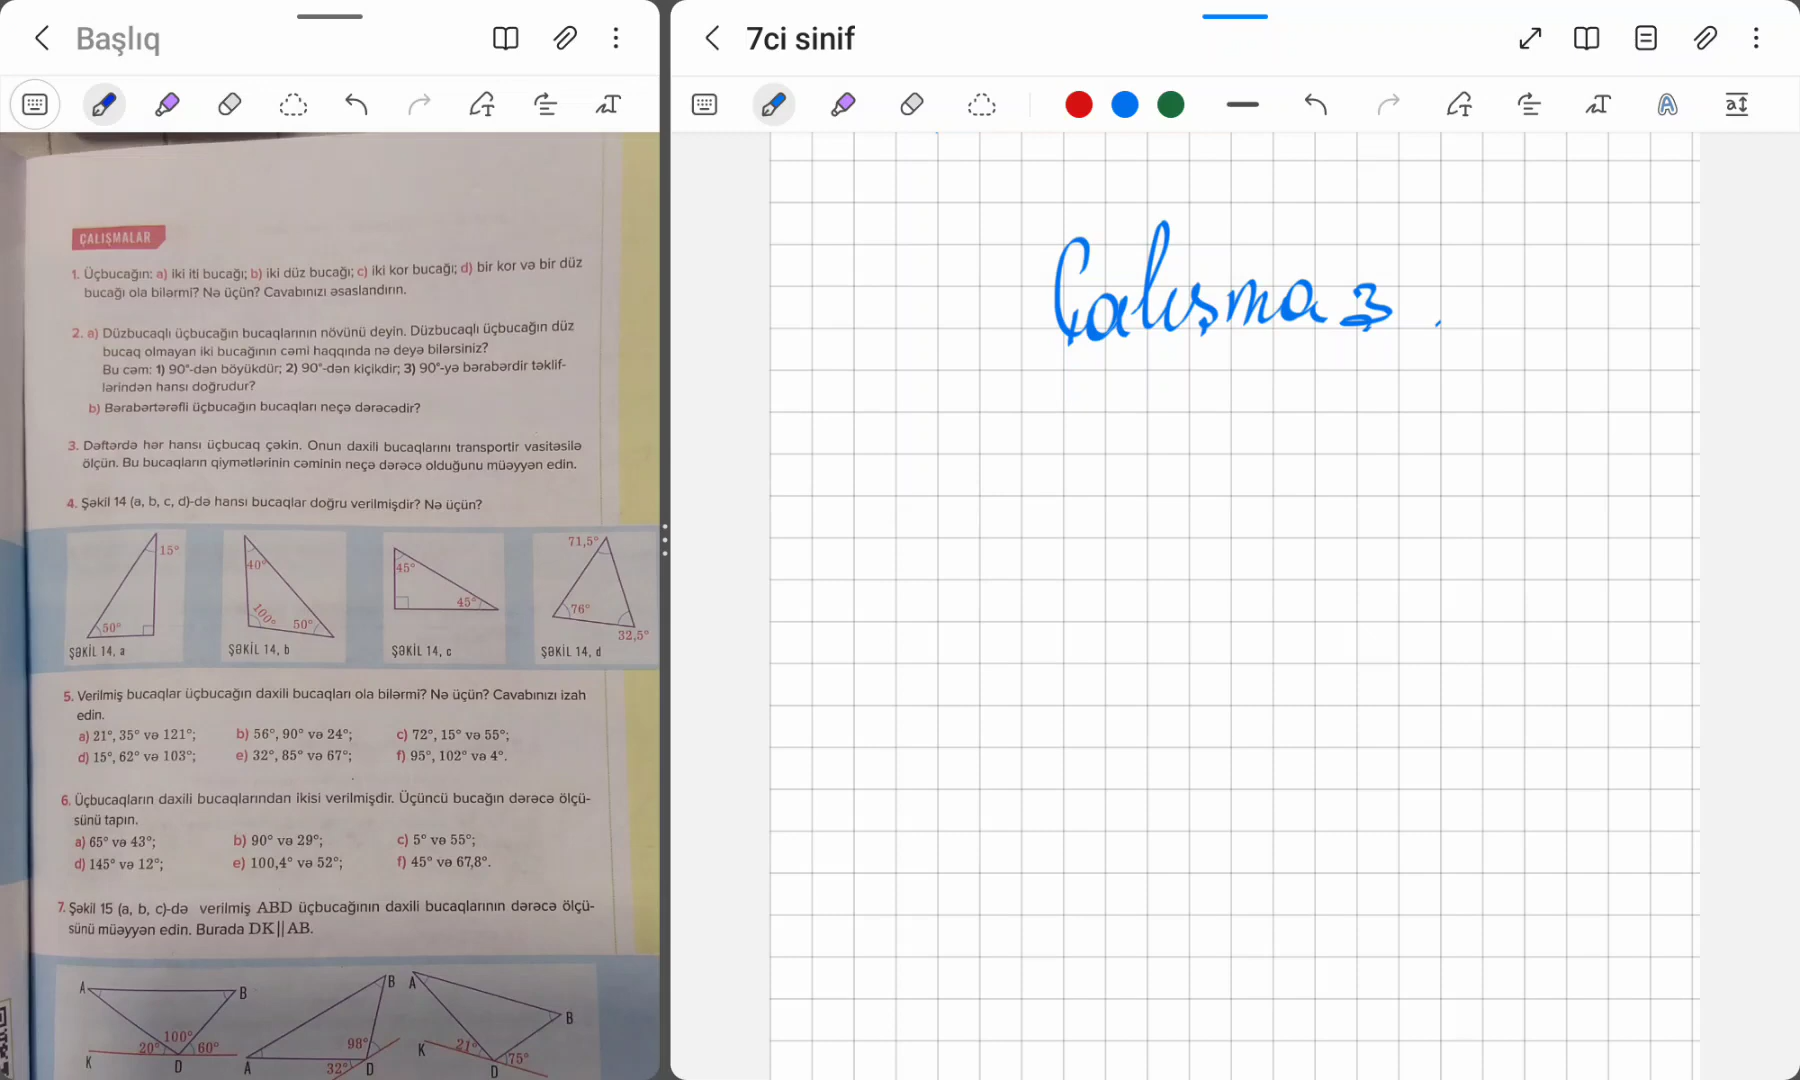 Başlıq
7ci sinif
ÇALIŞMALAR
1. Üçbucağın: a) iki iti bucağı; b) iki düz bucağı; c) iki kor bucağı; d) bir kor və bir düz
bucağı ola bilərmi? Nə üçün? Cavabınızı əsaslandırın.
2. a) Düzbucaqlı üçbucağın bucaqlarının növünü deyin. Düzbucaqlı üçbucağın düz
bucaq olmayan iki bucağının cəmi haqqında nə deyə bilərsiniz?
Bu cəm: 1) 90°-dən böyükdür; 2) 90°-dən kiçikdir; 3) 90°-yə bərabərdir təklif-
lərindən hansı doğrudur?
b) Bərabərtərəfli üçbucağın bucaqları neçə dərəcədir?
3. Dəftərdə hər hansı üçbucaq çəkin. Onun daxili bucaqlarını transportir vasitəsilə
ölçün. Bu bucaqların qiymətlərinin cəminin neçə dərəcə olduğunu müəyyən edin.
4. Şəkil 14 (a, b, c, d)-də hansı bucaqlar doğru verilmişdir? Nə üçün?
15°
50°
ŞƏKİL 14, a
40°
100°
50°
ŞƏKİL 14, b
45°
45°
ŞƏKİL 14, c
71,5°
76°
32,5°
ŞƏKİL 14, d
5. Verilmiş bucaqlar üçbucağın daxili bucaqları ola bilərmi? Nə üçün? Cavabınızı izah
edin.
a) 21°, 35° və 121°; b) 56°, 90° və 24°; c) 72°, 15° və 55°;
d) 15°, 62° və 103°; e) 32°, 85° və 67°; f) 95°, 102° və 4°.
6. Üçbucaqların daxili bucaqlarından ikisi verilmişdir. Üçüncü bucağın dərəcə ölçü-
sünü tapın.
a) 65° və 43°; b) 90° və 29°; c) 5° və 55°;
d) 145° və 12°; e) 100,4° və 52°; f) 45° və 67,8°.
7. Şəkil 15 (a, b, c)-də verilmiş ABD üçbucağının daxili bucaqlarının dərəcə ölçü-
sünü müəyyən edin. Burada DK||AB.
A B
100°
20° 60°
K D
B
98°
A 32° D
A
B
K 21°
75°
D
Çalışma 3